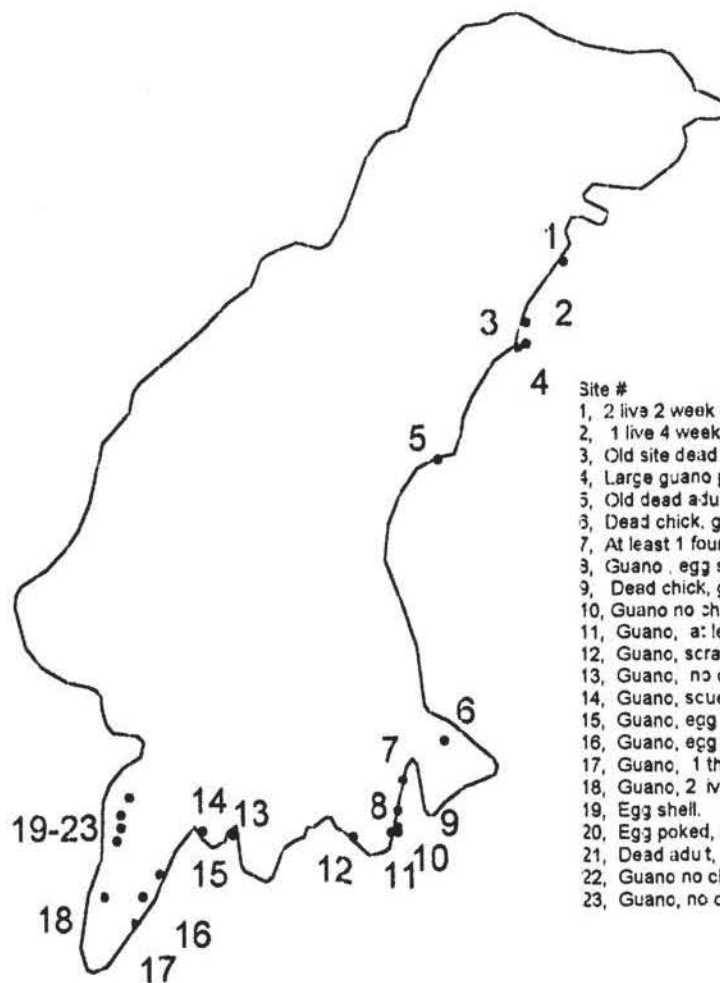 1
2
3
4
5
6
7
8
9
10
11
12
13
14
15
16
17
18
19-23
Site #
1, 2 live 2 week
2, 1 live 4 week
3, Old site dead
4, Large guano
5, Old dead
6, Dead chick,
7, At least 1
8, Guano, egg
9, Dead chick,
10, Guano no
11, Guano, at
12, Guano,
13, Guano, no
14, Guano,
15, Guano, egg
16, Guano, egg
17, Guano, 1
18, Guano, 2
19, Egg shell.
20, Egg poked,
21, Dead
22, Guano no
23, Guano, no